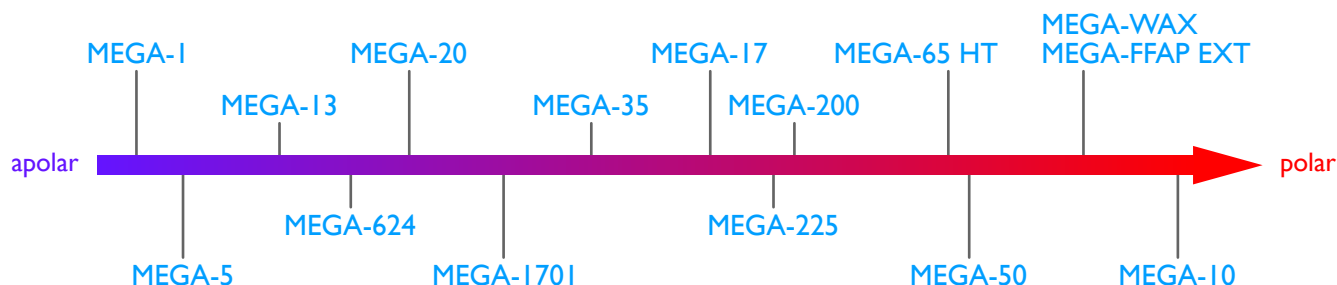 MEGA-WAX
MEGA-1 MEGA-20 MEGA-17 MEGA-65 HT MEGA-FFAP EXT
MEGA-13 MEGA-35 MEGA-200
apolar polar
MEGA-624 MEGA-225
MEGA-5 MEGA-1701 MEGA-50 MEGA-10